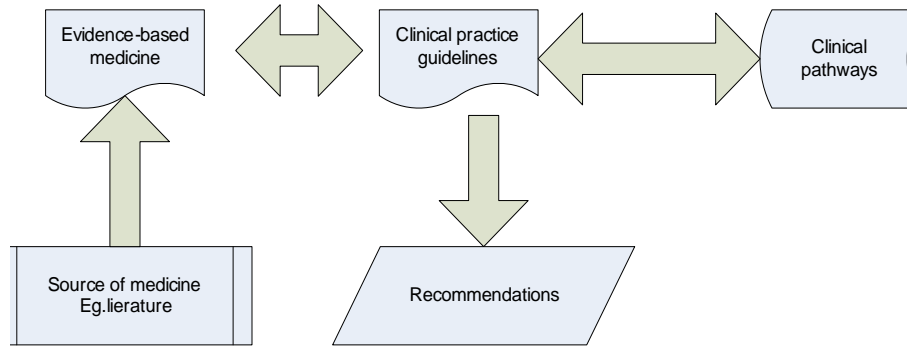 Evidence-based
medicine
Clinical practice
guidelines
Clinical
pathways
Source of medicine
Eg.lierature
Recommendations